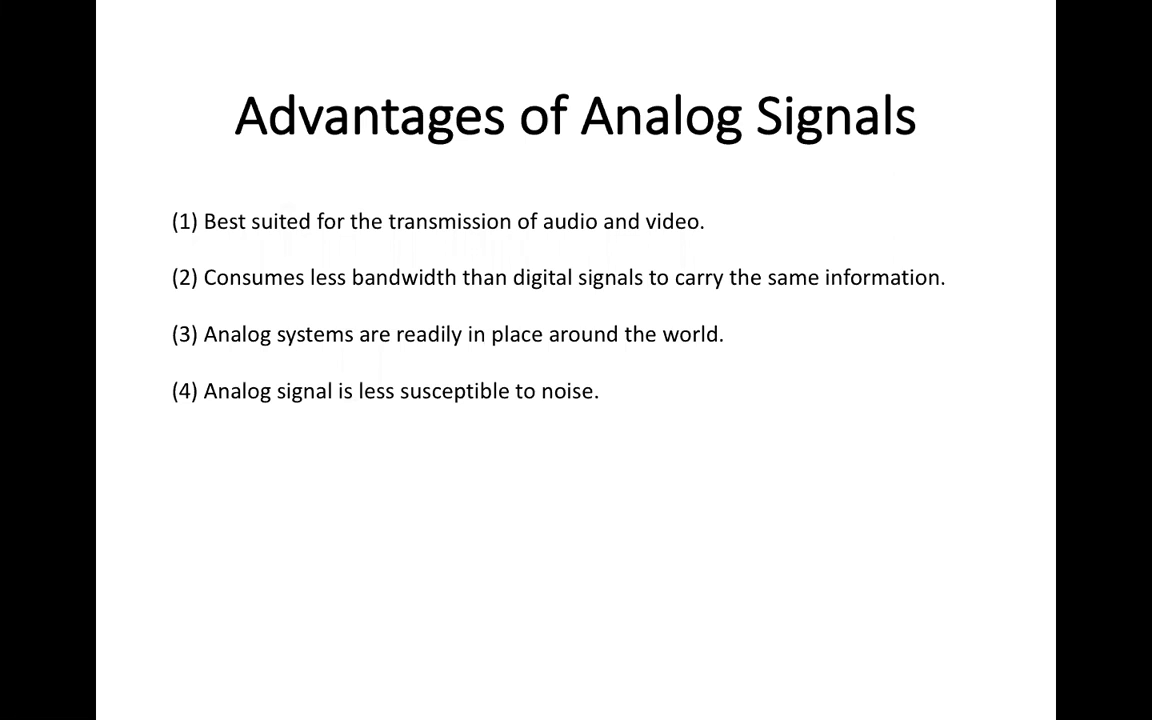 Advantages of Analog Signals
(1) Best suited for the transmission of audio and video.
(2) Consumes less bandwidth than digital signals to carry the same information.
(3) Analog systems are readily in place around the world.
(4) Analog signal is less susceptible to noise.